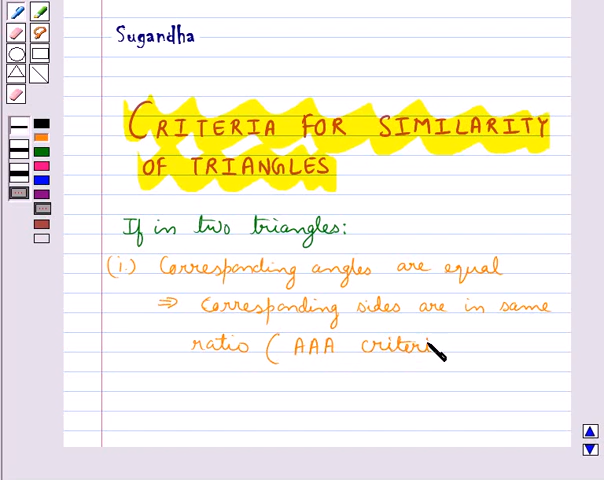 Sugandha
CRITERIA FOR SIMILARITY
OF TRIANGLES
If in two triangles:
(i.) Corresponding angles are equal
⇒ Corresponding sides are in same
ratio ( AAA criteri